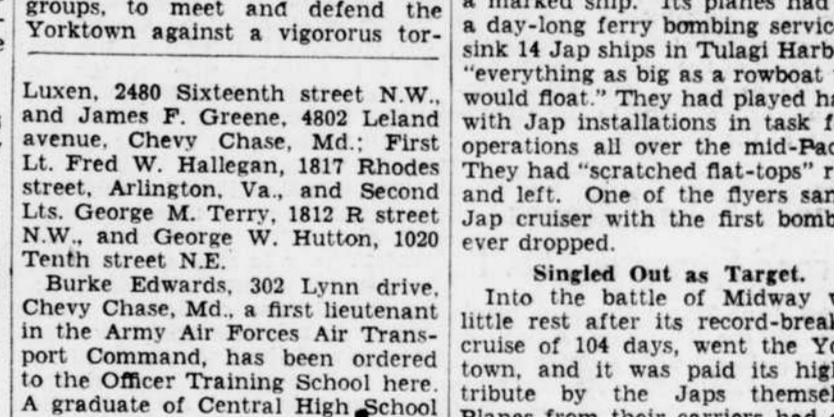 groups, to meet and defend the
Yorktown against a vigororus tor-
Luxen, 2480 Sixteenth street N.W.,
and James F. Greene, 4802 Leland
avenue, Chevy Chase, Md.; First
Lt. Fred W. Hallegan, 1817 Rhodes
street, Arlington, Va., and Second
Lts. George M. Terry, 1812 R street
N.W., and George W. Hutton, 1020
Tenth street N.E.
Burke Edwards, 302 Lynn drive,
Chevy Chase, Md., a first lieutenant
in the Army Air Forces Air Trans-
port Command, has been ordered
to the Officer Training School here.
A graduate of Central High School
a marked ship. Its planes had
a day-long ferry bombing servic
sink 14 Jap ships in Tulagi Harb
"everything as big as a rowboat
would float." They had played ha
with Jap installations in task f
operations all over the mid-Pac
They had "scratched flat-tops" r
and left. One of the flyers san
Jap cruiser with the first bomb
ever dropped.
Singled Out as Target.
Into the battle of Midway
little rest after its record-break
cruise of 104 days, went the Yo
town, and it was paid its high
tribute by the Japs themsel
Planes from their carriers had